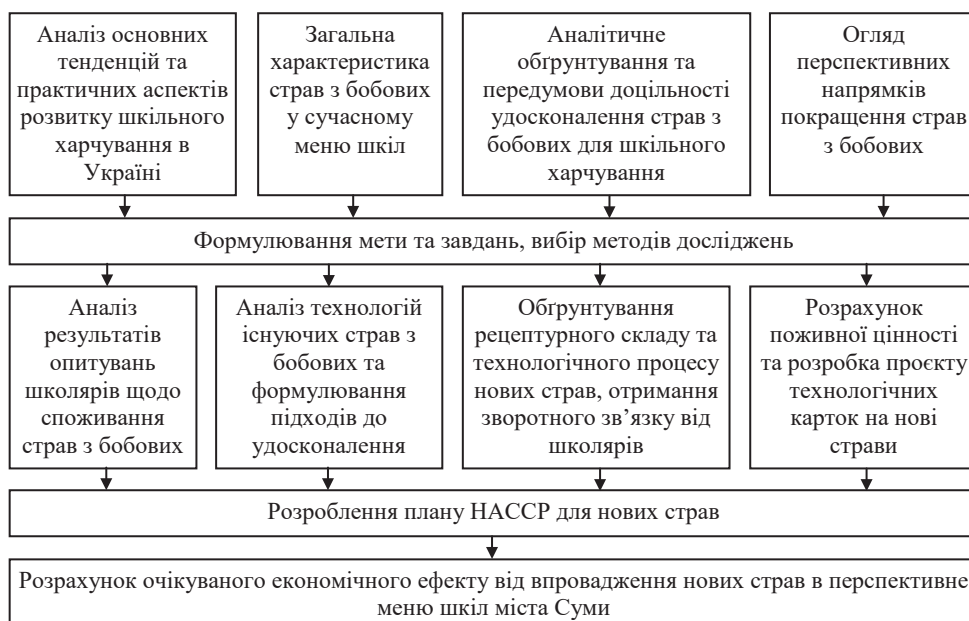 Аналіз основних
тенденцій та
практичних аспектів
розвитку шкільного
харчування в
Україні
Загальна
характеристика
страв з бобових
у сучасному
меню шкіл
Аналітичне
обґрунтування та
передумови доцільності
удосконалення страв з
бобових для шкільного
харчування
Огляд
перспективних
напрямків
покращення страв
з бобових
Формулювання мети та завдань, вибір методів досліджень
Аналіз
результатів
опитувань
школярів щодо
споживання
страв з бобових
Аналіз технологій
існуючих страв з
бобових та
формулювання
підходів до
удосконалення
Обґрунтування
рецептурного складу та
технологічного процесу
нових страв, отримання
зворотного зв’язку від
школярів
Розрахунок
поживної цінності
та розробка проєкту
технологічних
карток на нові
страви
Розроблення плану НАССР для нових страв
Розрахунок очікуваного економічного ефекту від впровадження нових страв в перспективне
меню шкіл міста Суми